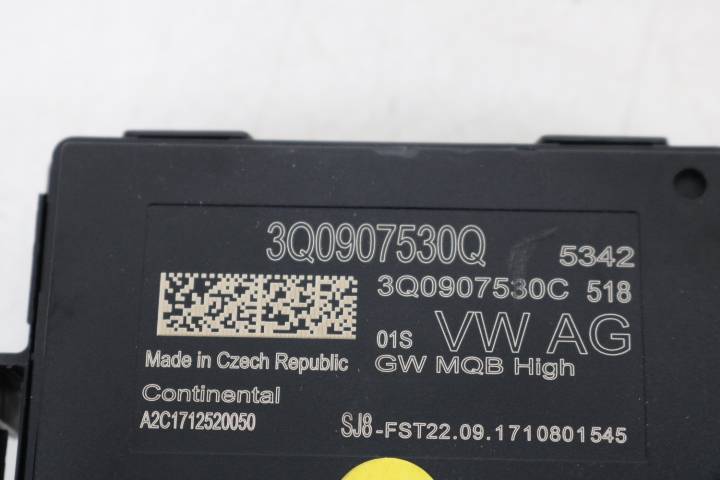 3Q0907530Q 5342
3Q0907530C 518
01S VW AG
Made in Czech Republic GW MQB High
Continental
A2C1712520050 SJ8-FST22.09.1710801545